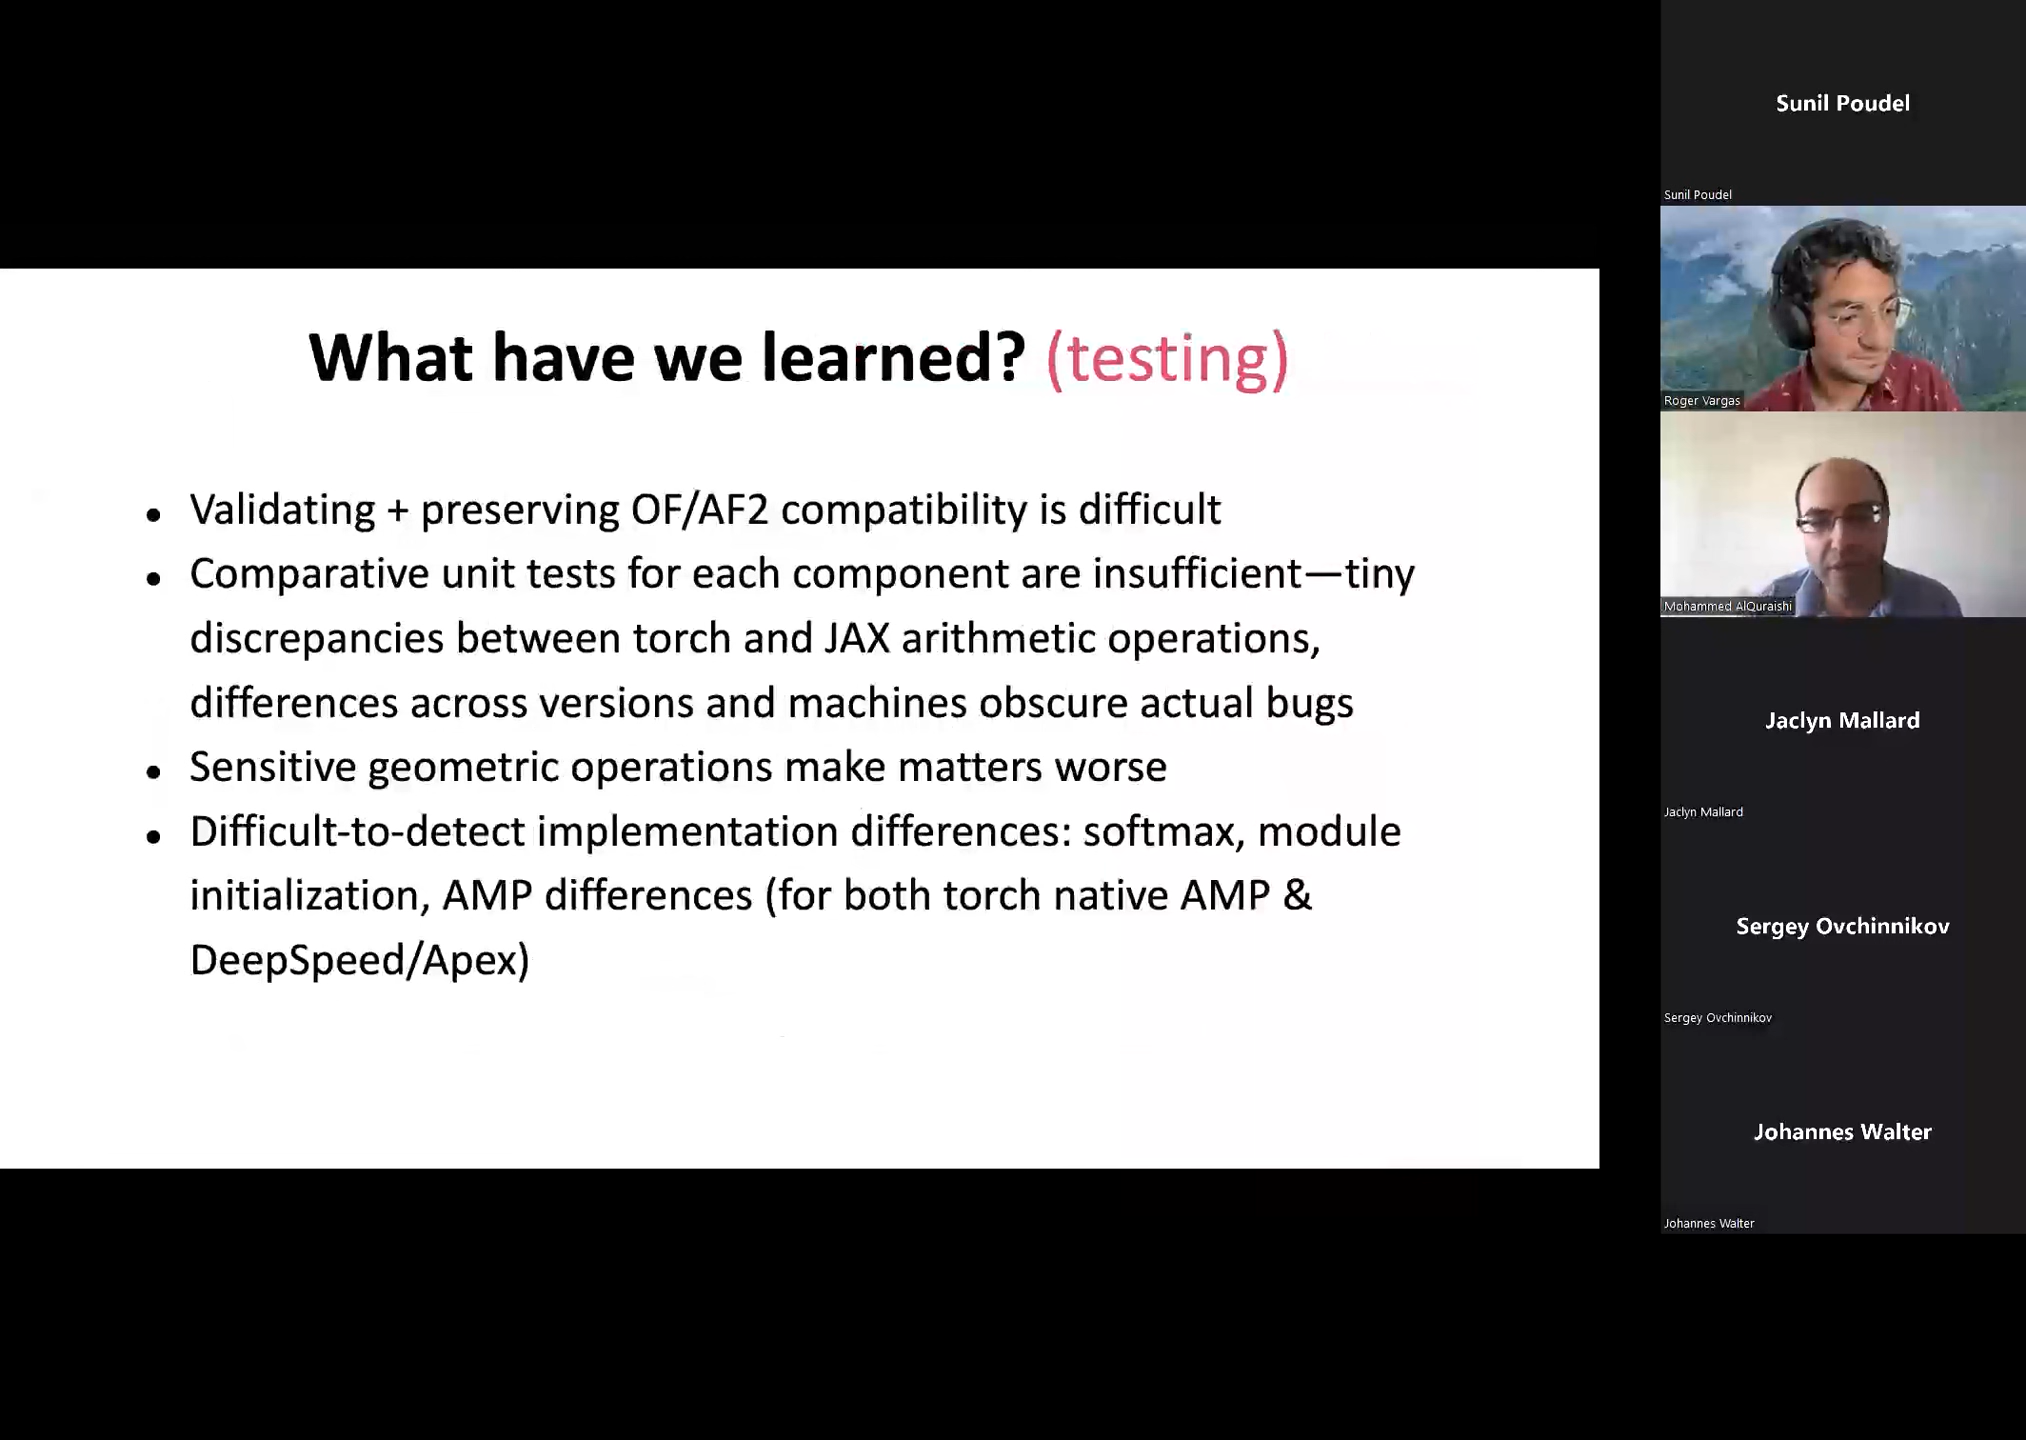 What have we learned? (testing)
• Validating + preserving OF/AF2 compatibility is difficult
• Comparative unit tests for each component are insufficient—tiny
discrepancies between torch and JAX arithmetic operations,
differences across versions and machines obscure actual bugs
• Sensitive geometric operations make matters worse
• Difficult-to-detect implementation differences: softmax, module
initialization, AMP differences (for both torch native AMP &
DeepSpeed/Apex)
Sunil Poudel
Sunil Poudel
Roger Vargas
Mohammed AlQuraishi
Jaclyn Mallard
Jaclyn Mallard
Sergey Ovchinnikov
Sergey Ovchinnikov
Johannes Walter
Johannes Walter